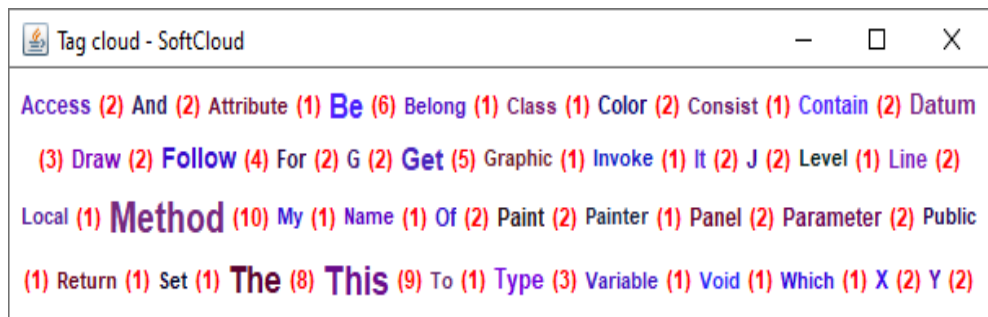 Tag cloud - SoftCloud
Access (2) And (2) Attribute (1) Be (6) Belong (1) Class (1) Color (2) Consist (1) Contain (2) Datum
(3) Draw (2) Follow (4) For (2) G (2) Get (5) Graphic (1) Invoke (1) It (2) J (2) Level (1) Line (2)
Local (1) Method (10) My (1) Name (1) Of (2) Paint (2) Painter (1) Panel (2) Parameter (2) Public
(1) Return (1) Set (1) The (8) This (9) To (1) Type (3) Variable (1) Void (1) Which (1) X (2) Y (2)